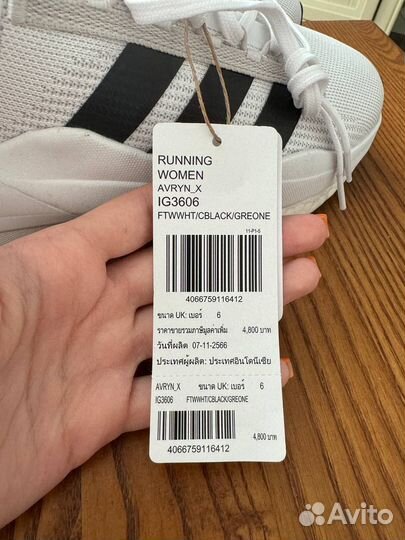 RUNNING
WOMEN
AVRYN_X
IG3606
FTWWHT/CBLACK/GREONE
11-P1-5
4066759116412
ขนาด UK: เบอร์ 6
ราคาขายรวมภาษีมูลค่าเพิ่ม 4,800 บาท
วันที่ผลิต 07-11-2566
ประเทศผู้ผลิต: ประเทศอินโดนีเซีย
AVRYN_X ขนาด UK: เบอร์ 6
IG3606 FTWWHT/CBLACK/GREONE
4,800 บาท
4066759116412
Avito